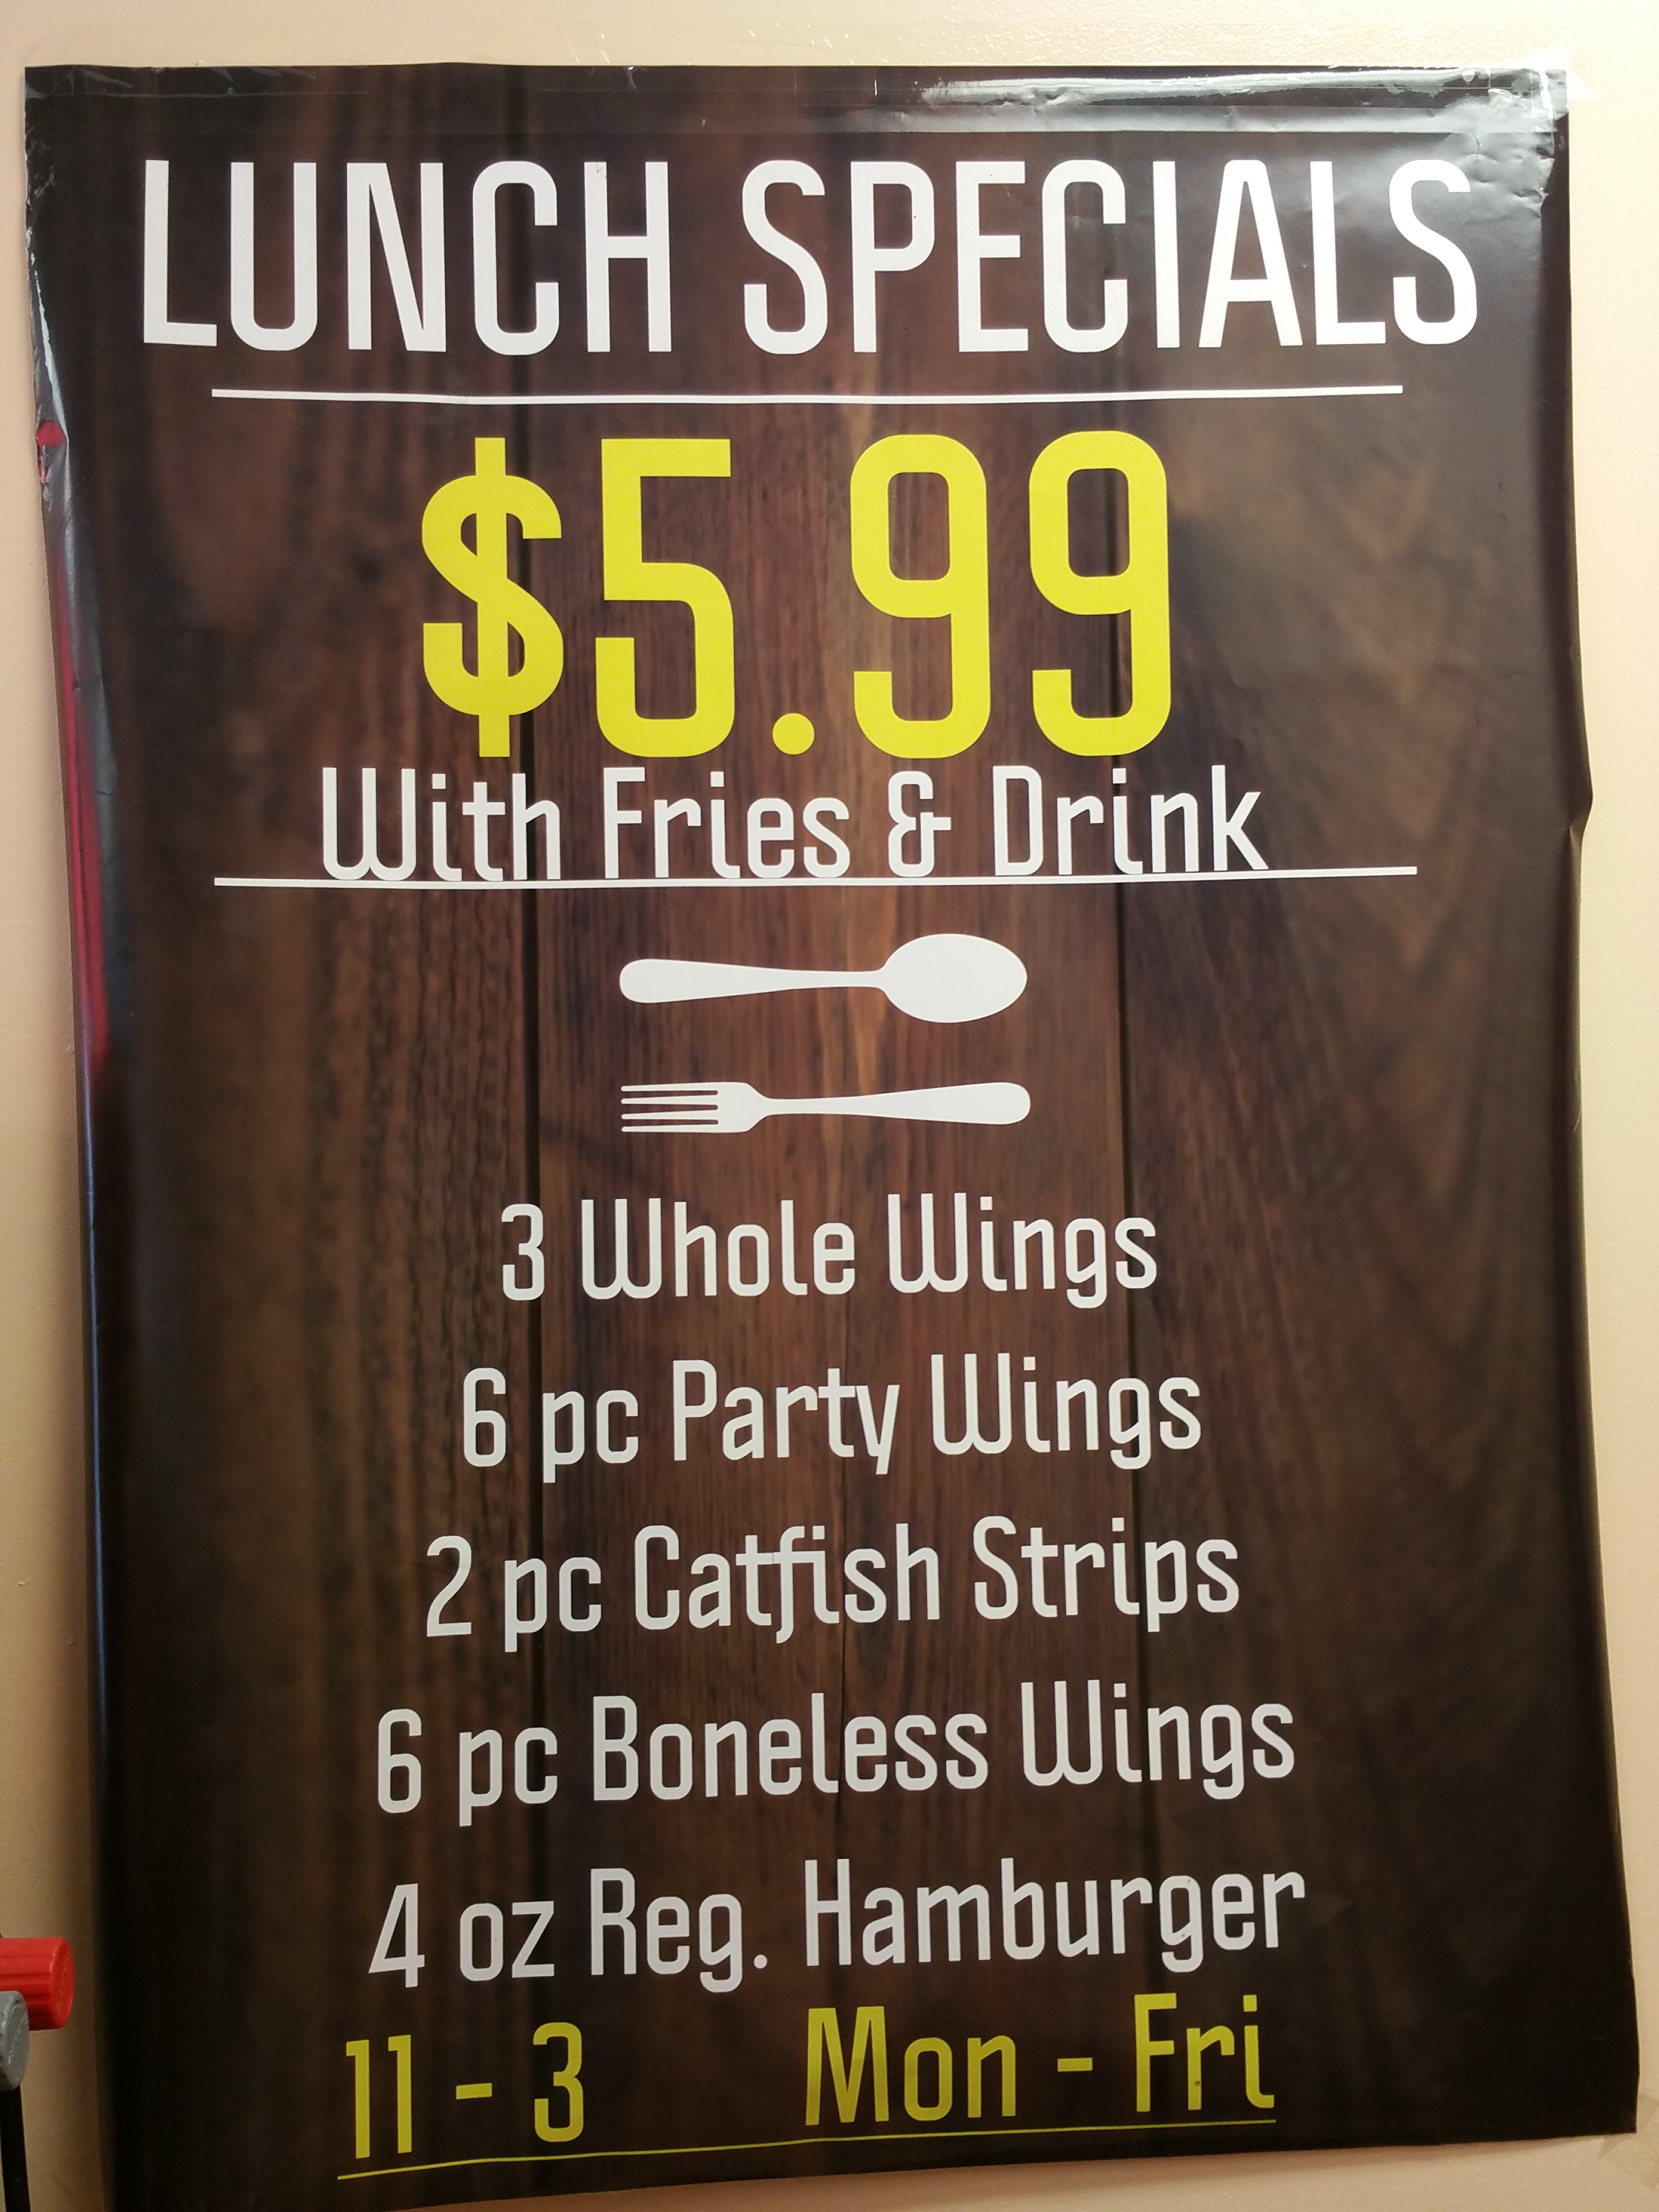 LUNCH SPECIALS
$5.99
With Fries & Drink
3 Whole Wings
6 pc Party Wings
2 pc Catfish Strips
6 pc Boneless Wings
4 oz Reg. Hamburger
11 - 3 Mon - Fri